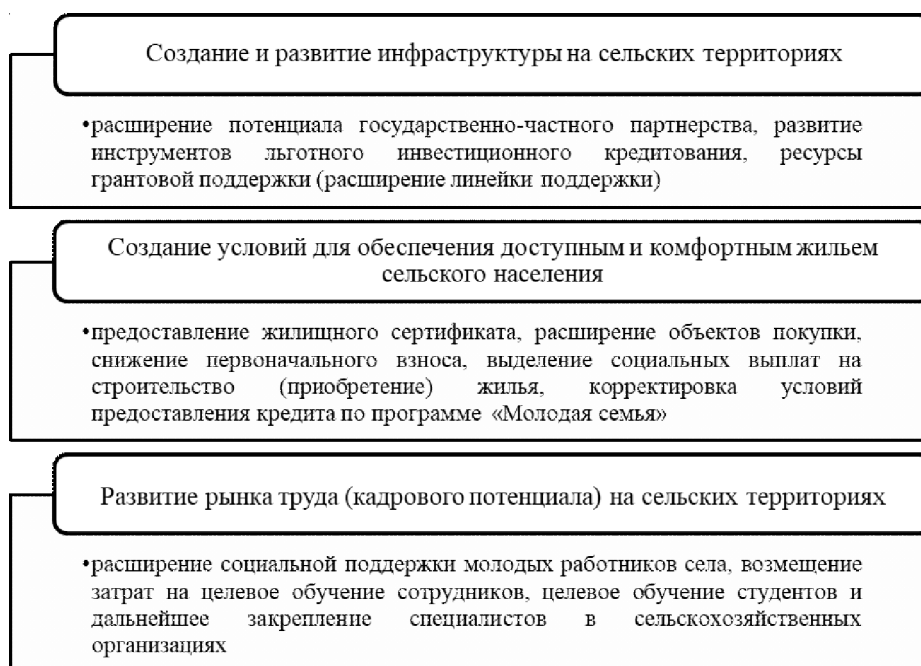 Создание и развитие инфраструктуры на сельских территориях
•расширение потенциала государственно-частного партнерства, развитие
инструментов льготного инвестиционного кредитования, ресурсы
грантовой поддержки (расширение линейки поддержки)
Создание условий для обеспечения доступным и комфортным жильем
сельского населения
•предоставление жилищного сертификата, расширение объектов покупки,
снижение первоначального взноса, выделение социальных выплат на
строительство (приобретение) жилья, корректировка условий
предоставления кредита по программе «Молодая семья»
Развитие рынка труда (кадрового потенциала) на сельских территориях
•расширение социальной поддержки молодых работников села, возмещение
затрат на целевое обучение сотрудников, целевое обучение студентов и
дальнейшее закрепление специалистов в сельскохозяйственных
организациях